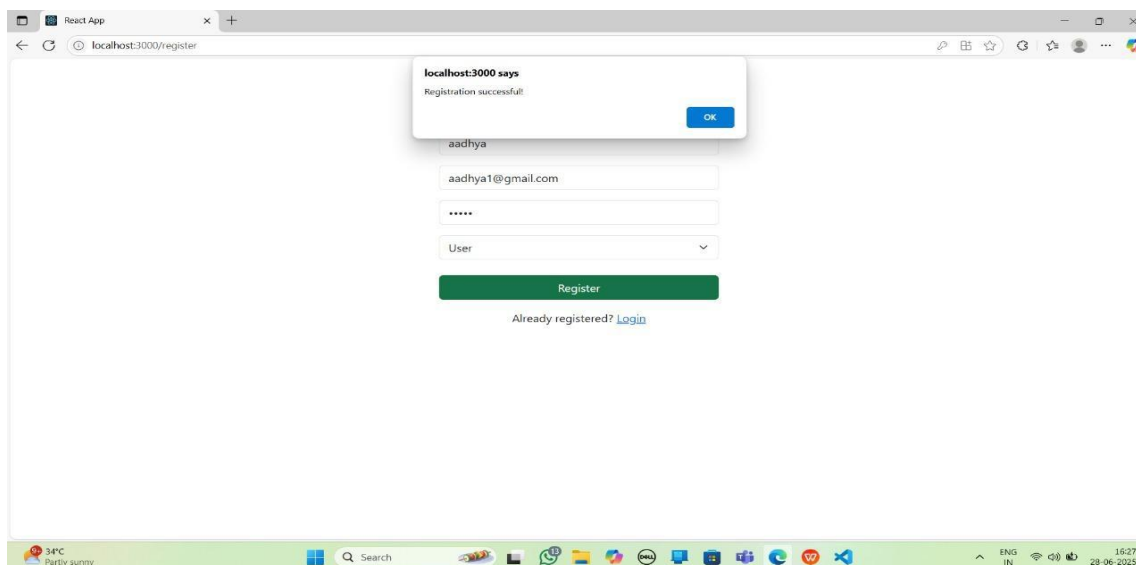 React App
localhost:3000/register
localhost:3000 says
Registration successful!
OK
aadhya
aadhya1@gmail.com
User
Register
Already registered? Login
34°C
Partly sunny
Search
DELL
ENG
IN
16:27
28-06-2025